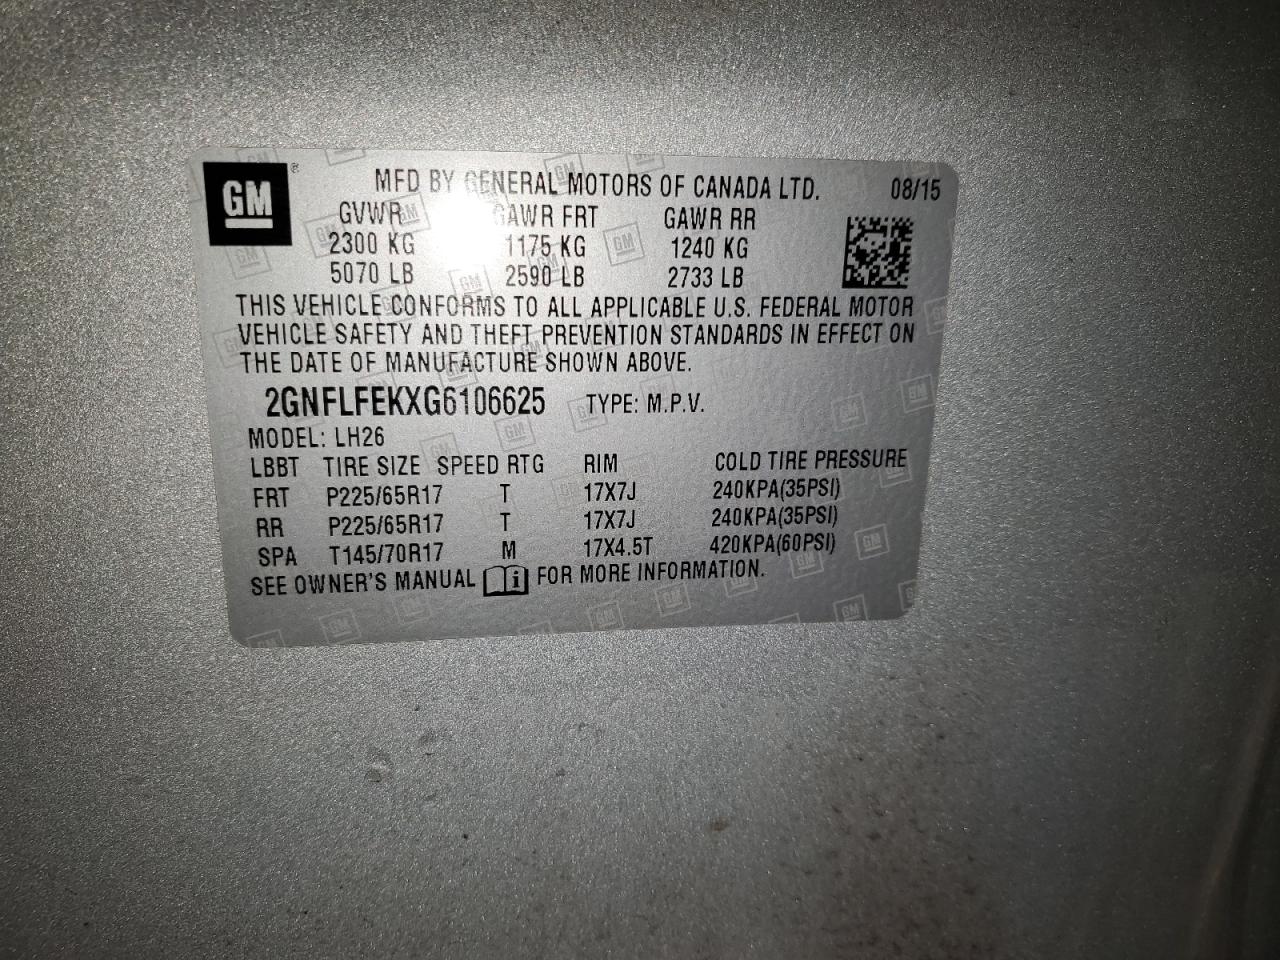 GM ® MFD BY GENERAL MOTORS OF CANADA LTD. 08/15
GVWR GAWR FRT GAWR RR
2300 KG 1175 KG 1240 KG
5070 LB 2590 LB 2733 LB
THIS VEHICLE CONFORMS TO ALL APPLICABLE U.S. FEDERAL MOTOR
VEHICLE SAFETY AND THEFT PREVENTION STANDARDS IN EFFECT ON
THE DATE OF MANUFACTURE SHOWN ABOVE.
2GNFLFEKXG6106625 TYPE: M.P.V.
MODEL: LH26
LBBT TIRE SIZE SPEED RTG RIM COLD TIRE PRESSURE
FRT P225/65R17 T 17X7J 240KPA(35PSI)
RR P225/65R17 T 17X7J 240KPA(35PSI)
SPA T145/70R17 M 17X4.5T 420KPA(60PSI)
SEE OWNER'S MANUAL i FOR MORE INFORMATION.